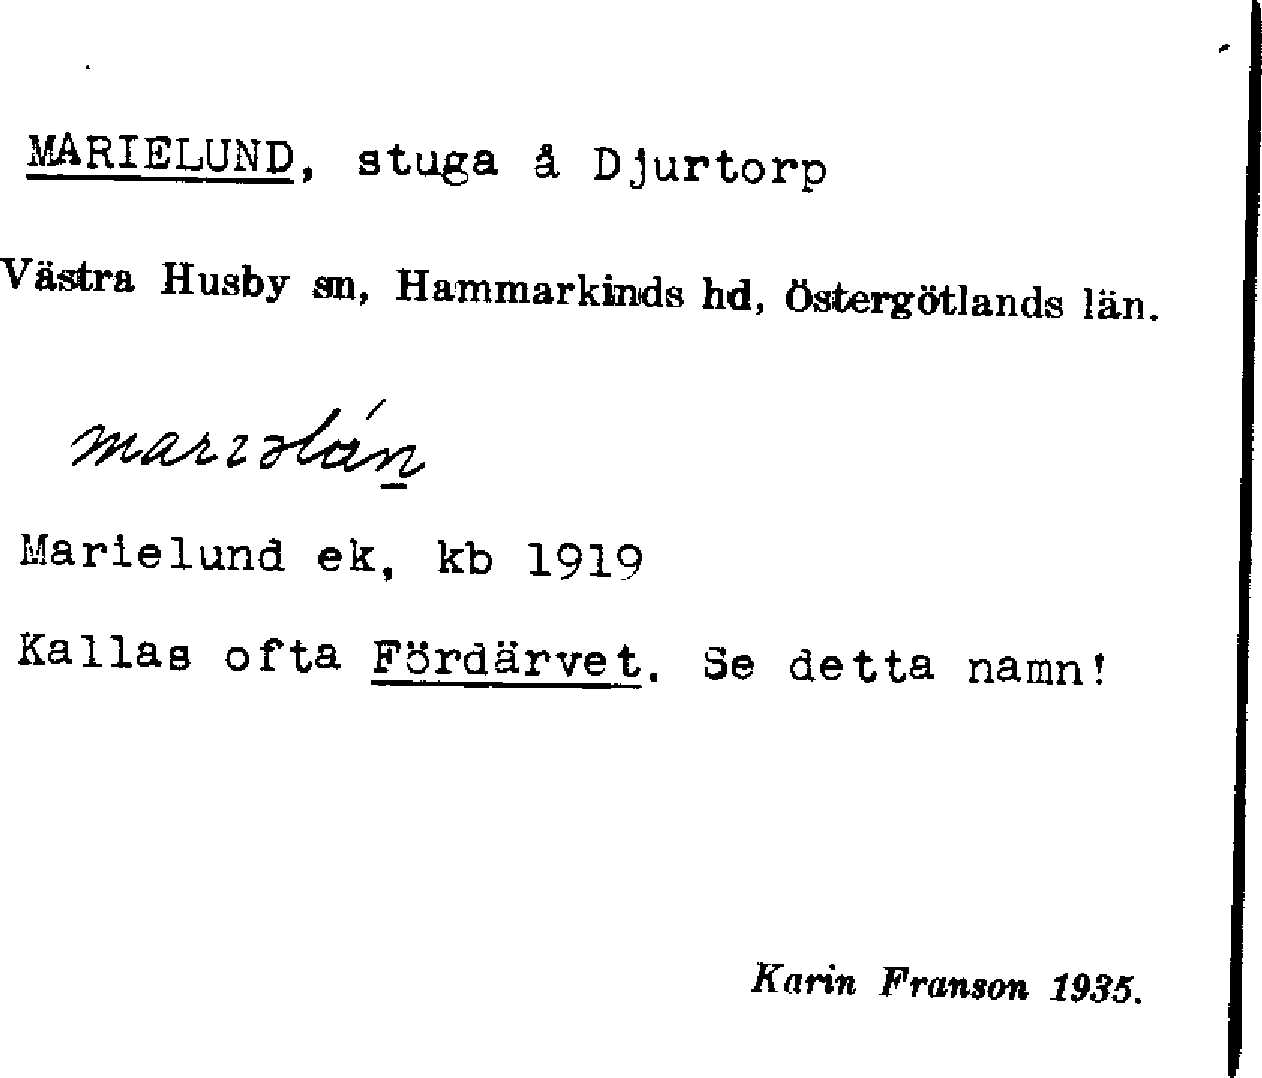 MARIELUND, stuga å Djurtorp
Västra Husby sn, Hammarkinds hd, Östergötlands län.
Marielund ek, kb 1919
Kallas ofta Fördärvet. Se detta namn!
Karin Franson 1935.